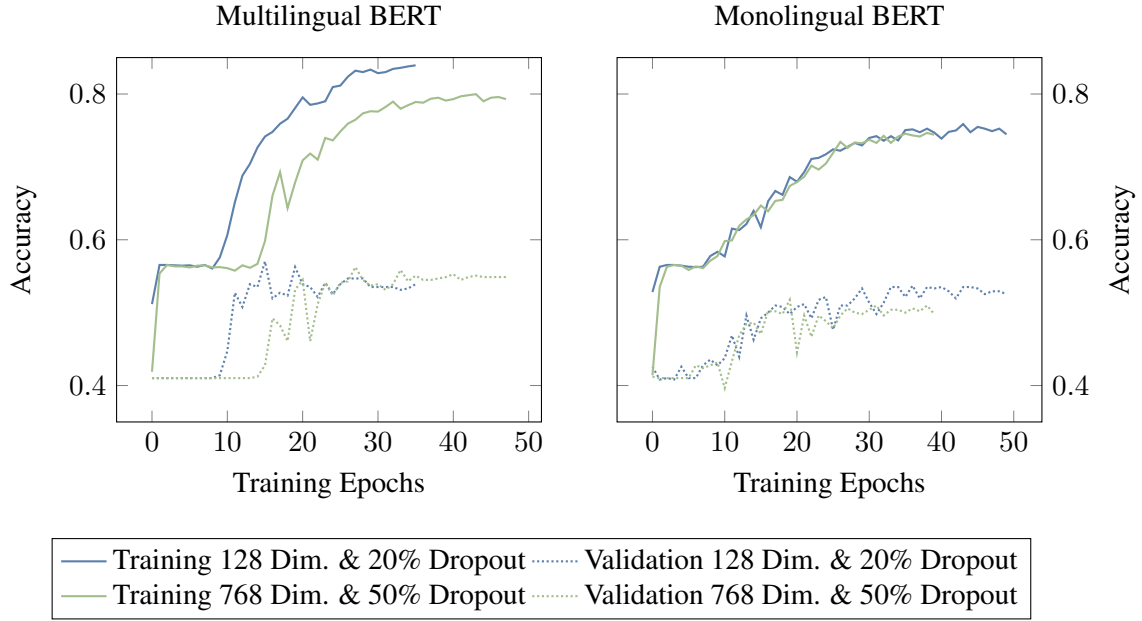 Multilingual BERT
Monolingual BERT
0.8
0.6
0.4
Accuracy
0 10 20 30 40 50
Training Epochs
0.8
0.6
0.4
Accuracy
0 10 20 30 40 50
Training Epochs
Training 128 Dim. & 20% Dropout Validation 128 Dim. & 20% Dropout
Training 768 Dim. & 50% Dropout Validation 768 Dim. & 50% Dropout